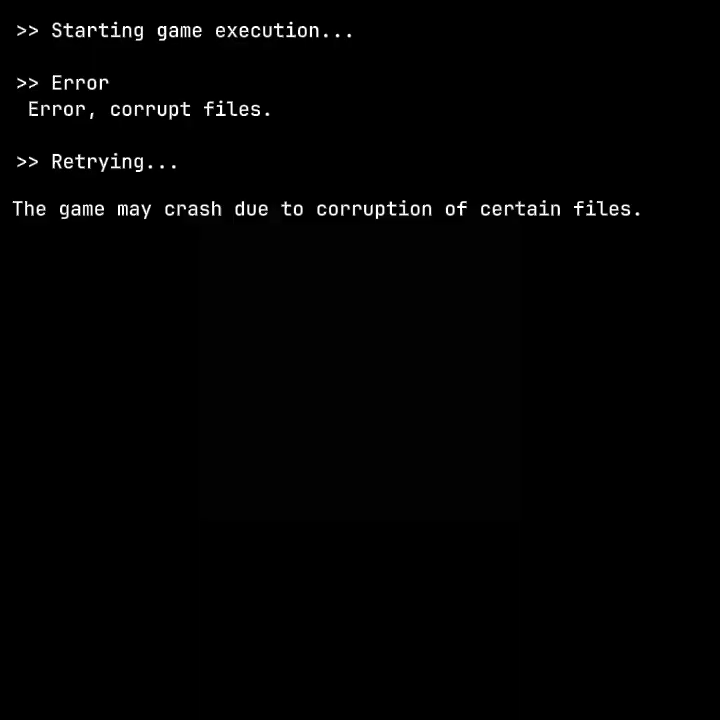 >> Starting game execution...
>> Error
Error, corrupt files.
>> Retrying...
The game may crash due to corruption of certain files.